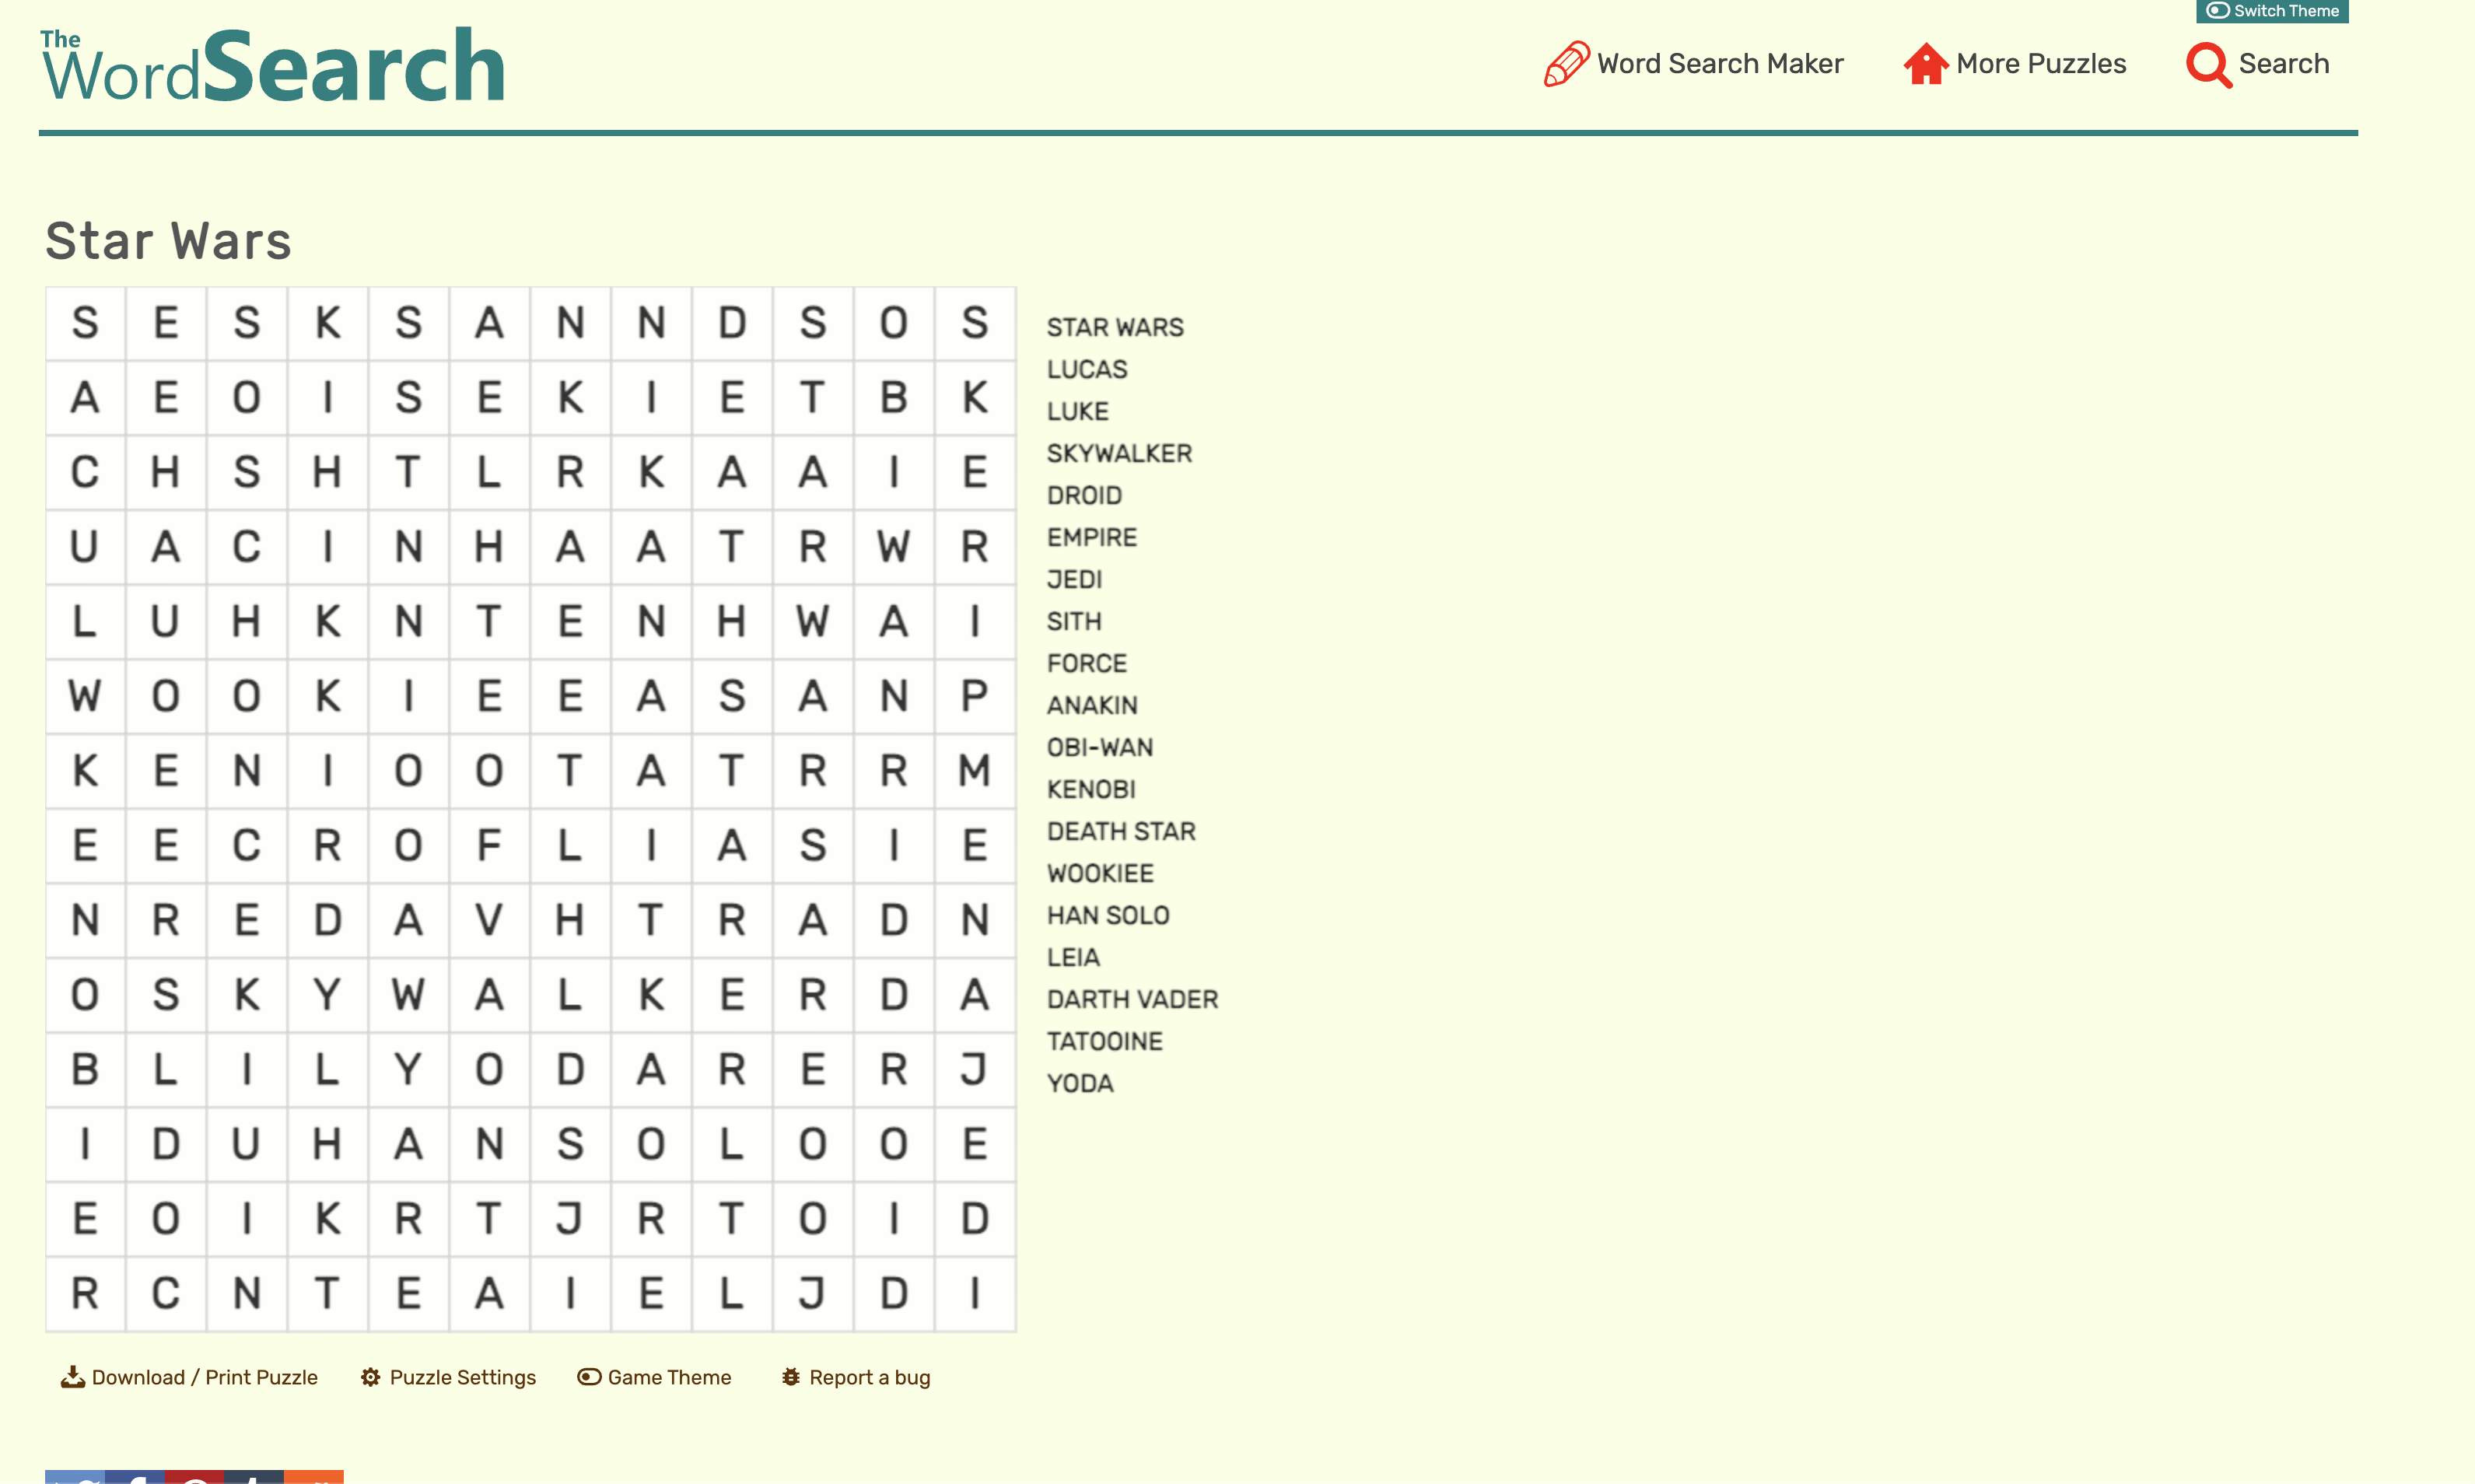 Switch Theme
The
WordSearch
Word Search Maker
More Puzzles
Search
Star Wars
S E S K S A N N D S O S
A E O I S E K I E T B K
C H S H T L R K A A I E
U A C I N H A A T R W R
L U H K N T E N H W A I
W O O K I E E A S A N P
K E N I O O T A T R R M
E E C R O F L I A S I E
N R E D A V H T R A D N
O S K Y W A L K E R D A
B L I L Y O D A R E R J
I D U H A N S O L O O E
E O I K R T J R T O I D
R C N T E A I E L J D I
STAR WARS
LUCAS
LUKE
SKYWALKER
DROID
EMPIRE
JEDI
SITH
FORCE
ANAKIN
OBI-WAN
KENOBI
DEATH STAR
WOOKIEE
HAN SOLO
LEIA
DARTH VADER
TATOOINE
YODA
Download / Print Puzzle
Puzzle Settings
Game Theme
Report a bug